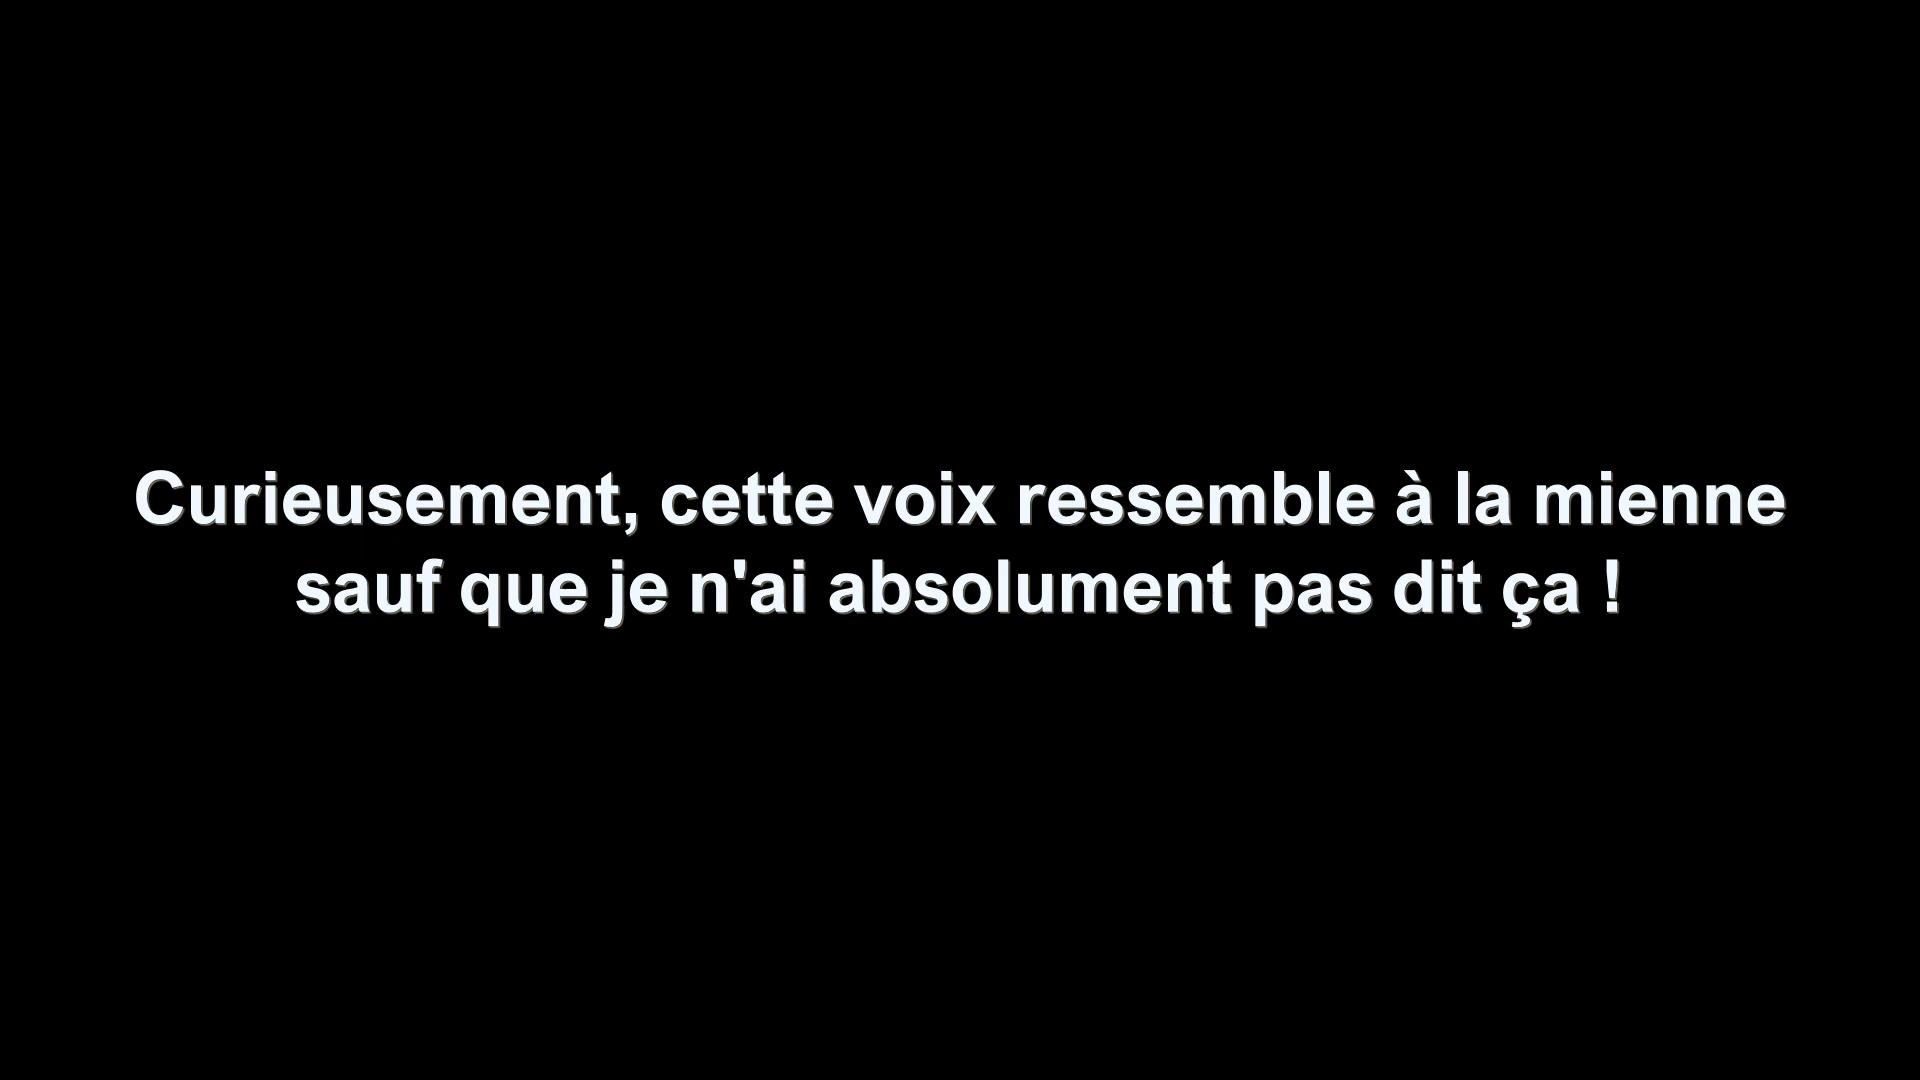 Curieusement, cette voix ressemble à la mienne
sauf que je n'ai absolument pas dit ça !